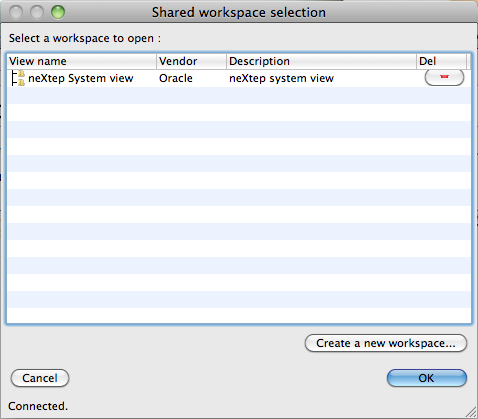 Shared workspace selection
Select a workspace to open :
View name Vendor Description Del
neXtep System view Oracle neXtep system view
Create a new workspace...
Cancel OK
Connected.